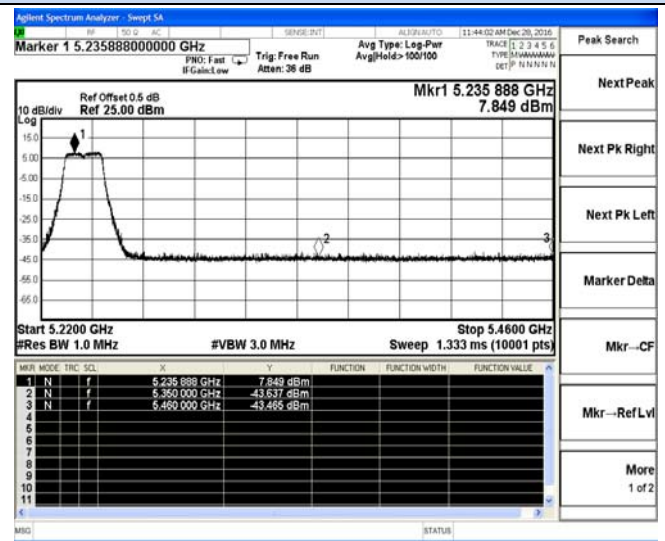 Agilent Spectrum Analyzer - Swept SA
RF 50 Ω AC SENSE:INT ALIGN AUTO 11:44:02 AM Dec 28, 2016
Marker 1 5.235888000000 GHz
PNO: Fast
IFGain:Low
Trig: Free Run
Atten: 36 dB
Avg Type: Log-Pwr
Avg|Hold:> 100/100
TRACE 1 2 3 4 5 6
TYPE MWWWWW
DET P N N N N N
Peak Search
Ref Offset 0.5 dB
10 dB/div Ref 25.00 dBm
Mkr1 5.235 888 GHz
7.849 dBm
Log
15.0
5.00
-5.00
-15.0
-25.0
-35.0
-45.0
-55.0
-65.0
1
2
3
Start 5.2200 GHz Stop 5.4600 GHz
#Res BW 1.0 MHz #VBW 3.0 MHz Sweep 1.333 ms (10001 pts)
MKR MODE TRC SCL X Y FUNCTION FUNCTION WIDTH FUNCTION VALUE
1 N f 5.235 888 GHz 7.849 dBm
2 N f 5.350 000 GHz -43.637 dBm
3 N f 5.460 000 GHz -43.465 dBm
4
5
6
7
8
9
10
11
MSG STATUS
Next Peak
Next Pk Right
Next Pk Left
Marker Delta
Mkr→CF
Mkr→Ref Lvl
More
1 of 2